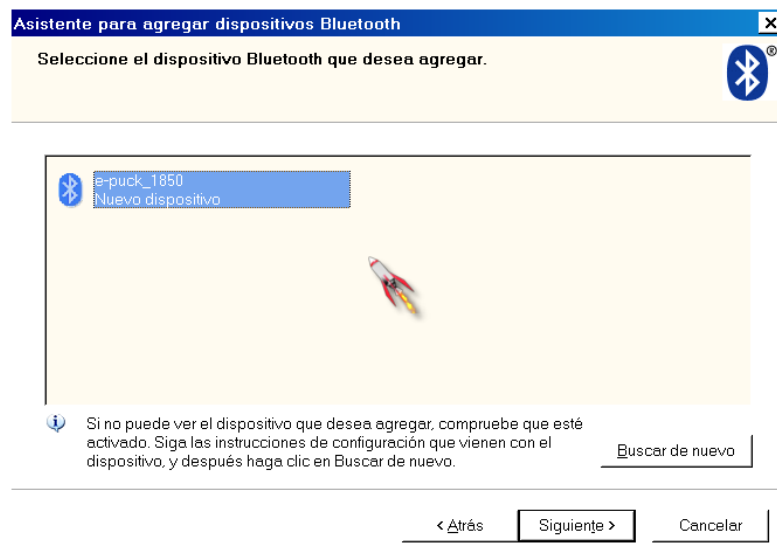 Asistente para agregar dispositivos Bluetooth
Seleccione el dispositivo Bluetooth que desea agregar.
®
e-puck_1850
Nuevo dispositivo
Si no puede ver el dispositivo que desea agregar, compruebe que esté
activado. Siga las instrucciones de configuración que vienen con el
dispositivo, y después haga clic en Buscar de nuevo.
Buscar de nuevo
< Atrás
Siguiente >
Cancelar